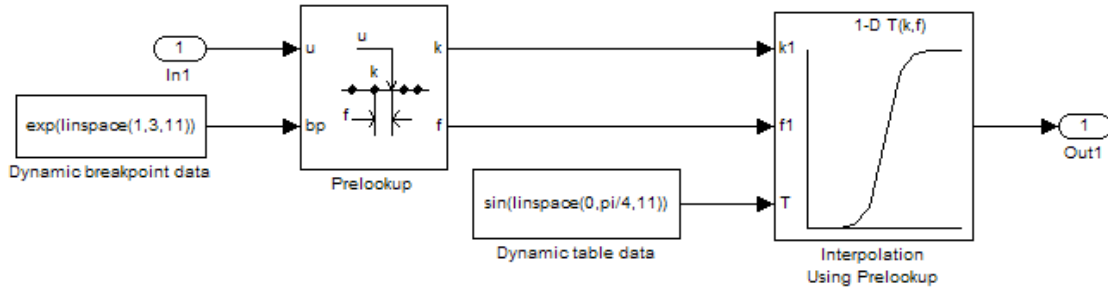 1
In1
exp(linspace(1,3,11))
Dynamic breakpoint data
u
bp
u
k
f
k
f
Prelookup
sin(linspace(0,pi/4,11))
Dynamic table data
1-D T(k,f)
k1
f1
T
Interpolation
Using Prelookup
1
Out1